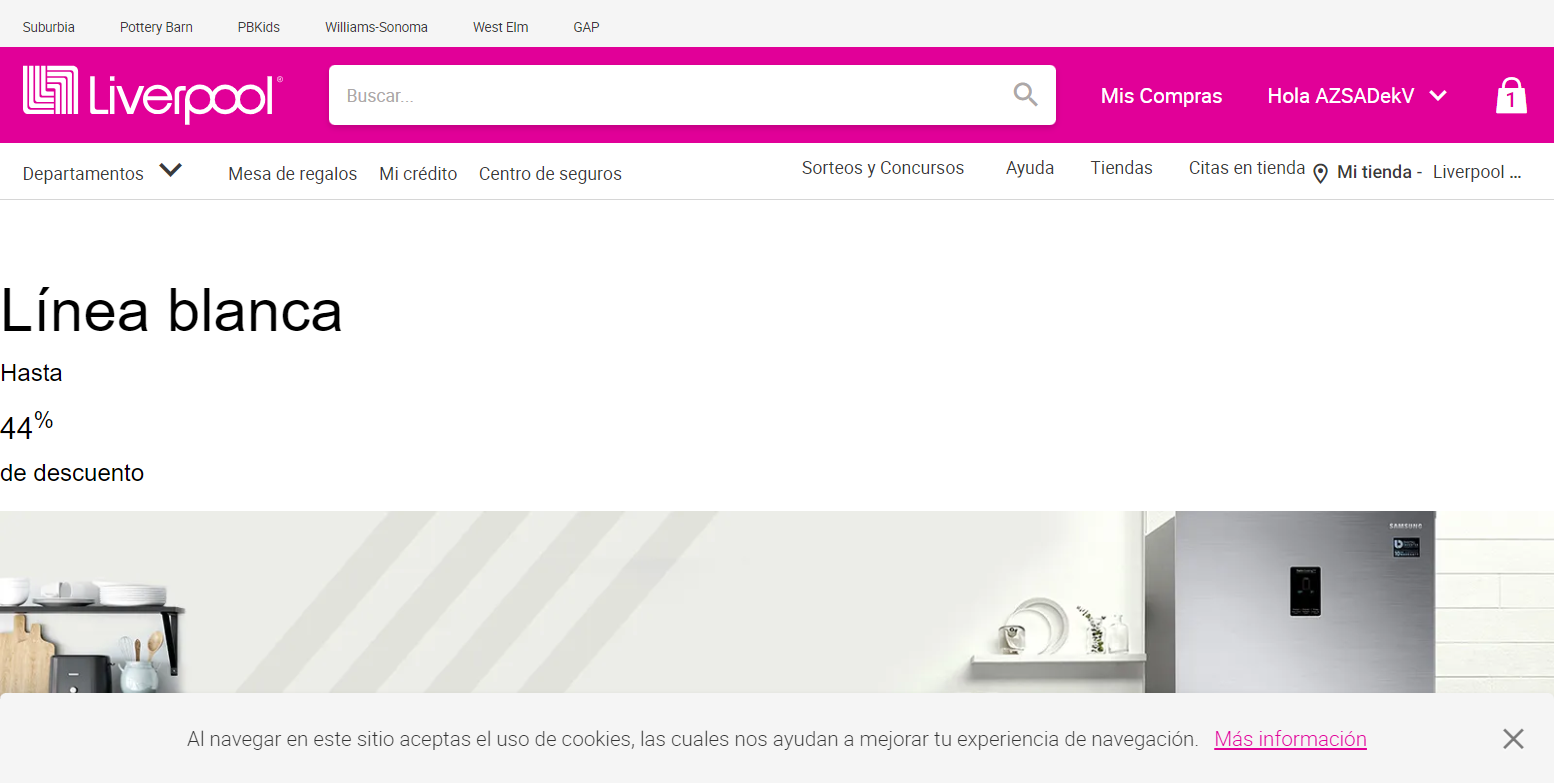 Suburbia Pottery Barn PBKids Williams-Sonoma West Elm GAP
Liverpool® Buscar... Mis Compras Hola AZSADekV 1
Departamentos Mesa de regalos Mi crédito Centro de seguros Sorteos y Concursos Ayuda Tiendas Citas en tienda Mi tienda - Liverpool ...
Línea blanca
Hasta
44%
de descuento
SAMSUNG
Al navegar en este sitio aceptas el uso de cookies, las cuales nos ayudan a mejorar tu experiencia de navegación. Más información